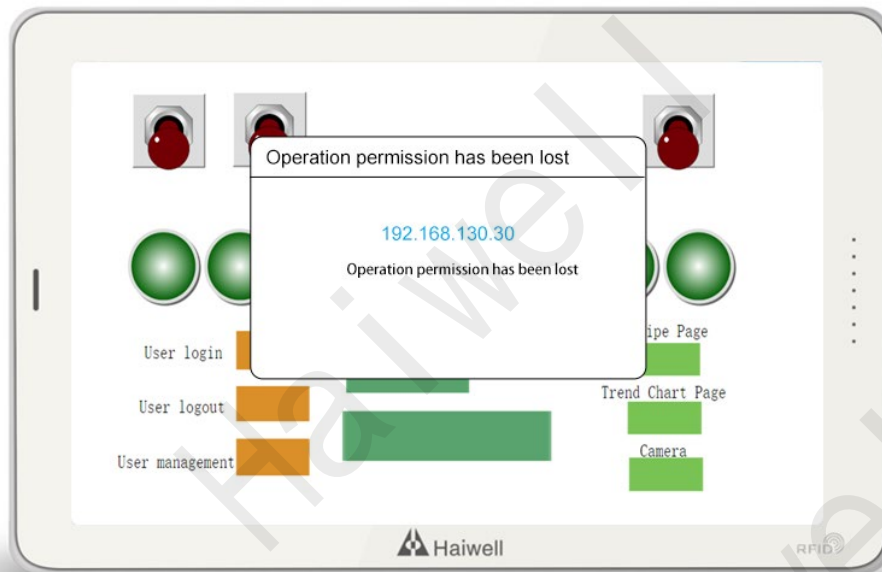 Operation permission has been lost
192.168.130.30
Operation permission has been lost
User login
User logout
User management
ipe Page
Trend Chart Page
Camera
Haiwell
RFID
Haiwell